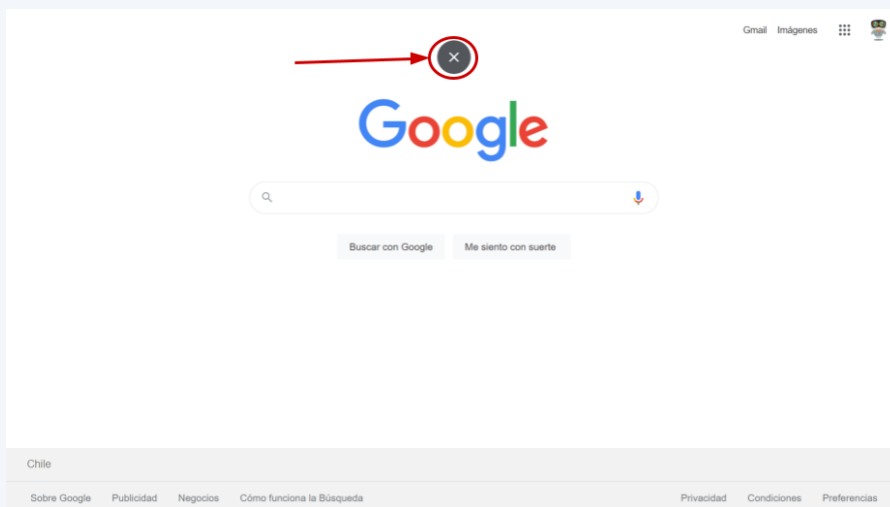 Gmail Imágenes
Google
Buscar con Google Me siento con suerte
Chile
Sobre Google Publicidad Negocios Cómo funciona la Búsqueda Privacidad Condiciones Preferencias